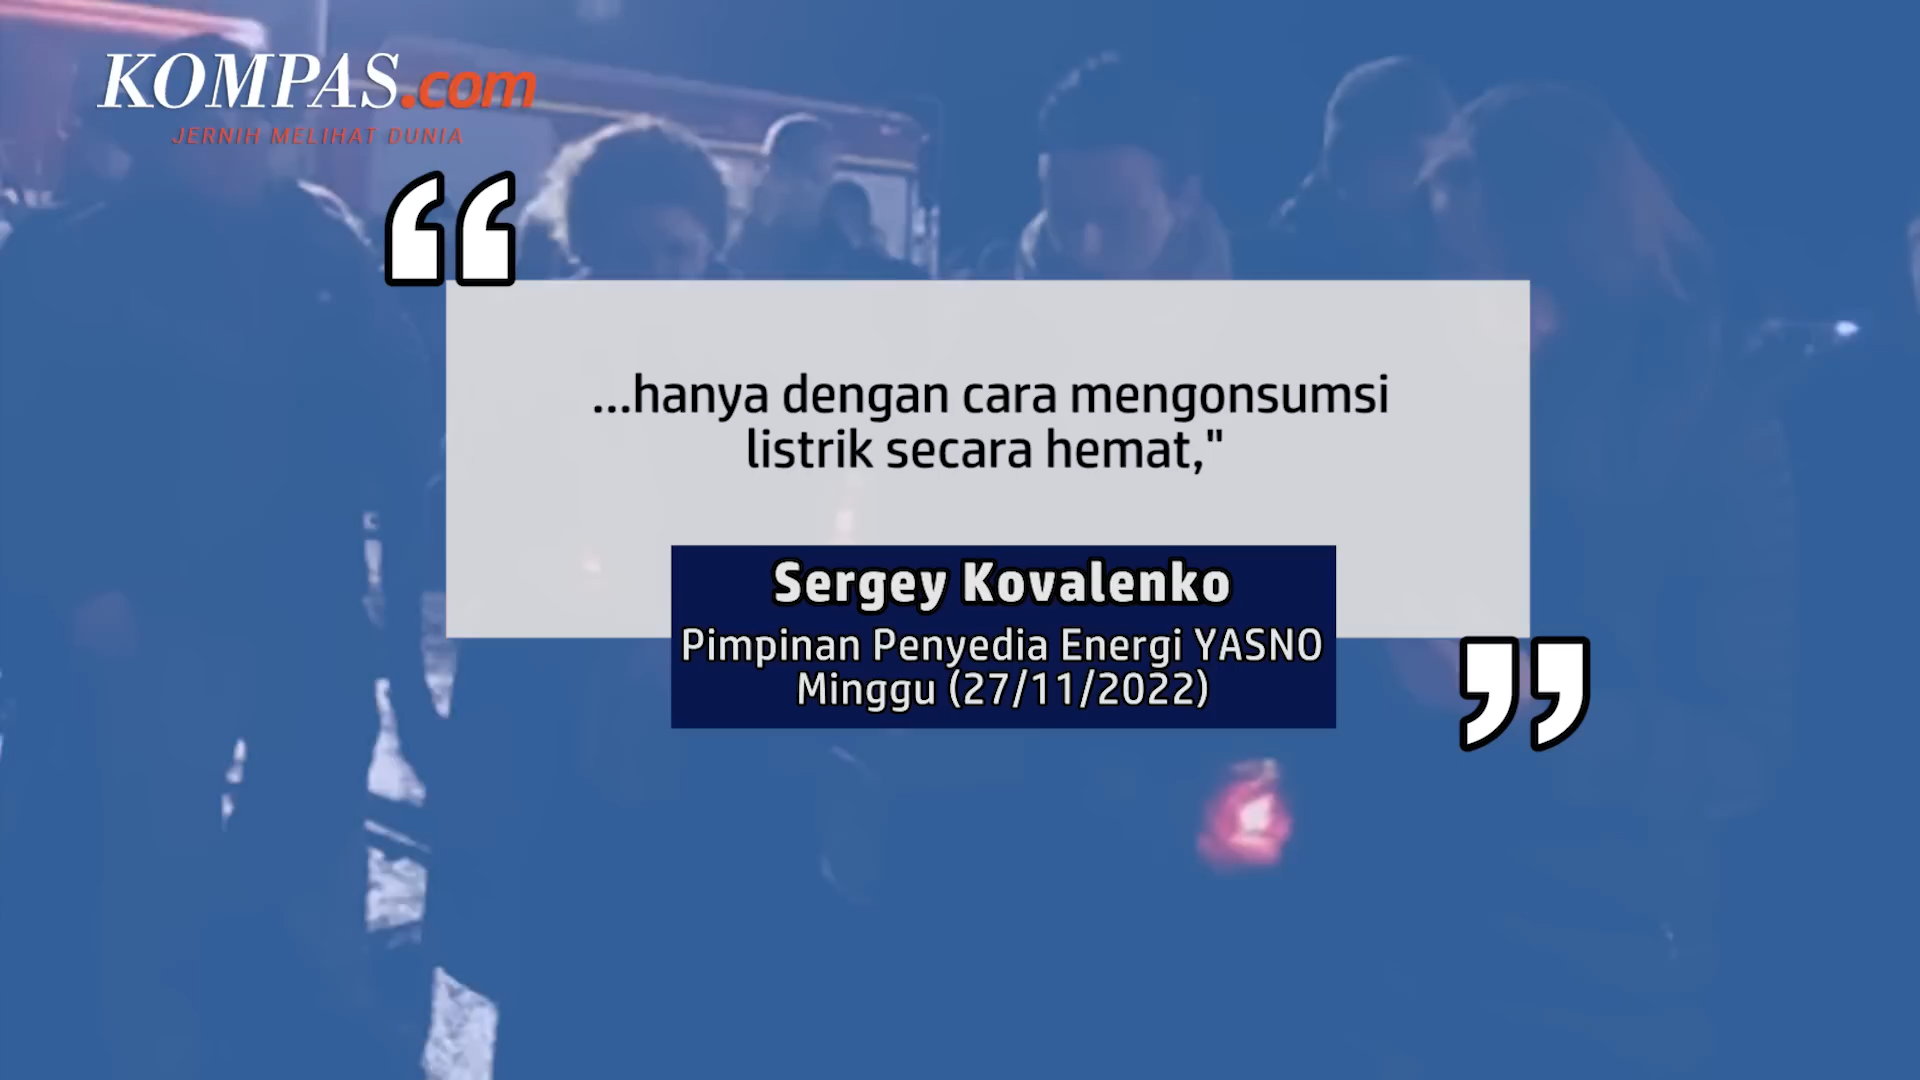 KOMPAS.com
JERNIH MELIHAT DUNIA
“
...hanya dengan cara mengonsumsi
listrik secara hemat,"
Sergey Kovalenko
Pimpinan Penyedia Energi YASNO
Minggu (27/11/2022)
”